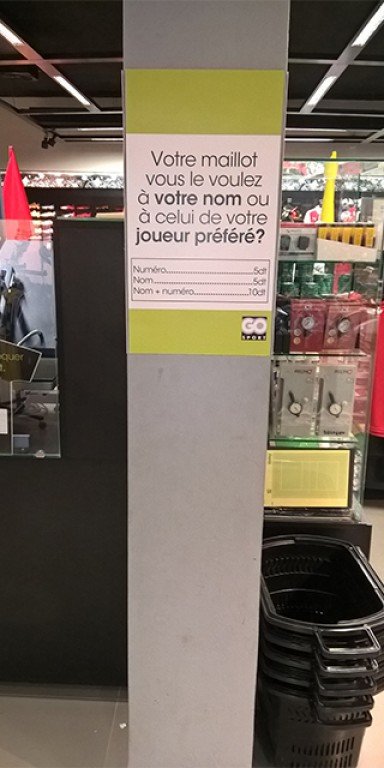 Votre maillot
vous le voulez
à votre nom ou
à celui de votre
joueur préféré?
Numéro..............................5dt
Nom...................................5dt
Nom + numéro..................10dt
GO
SPORT
quer